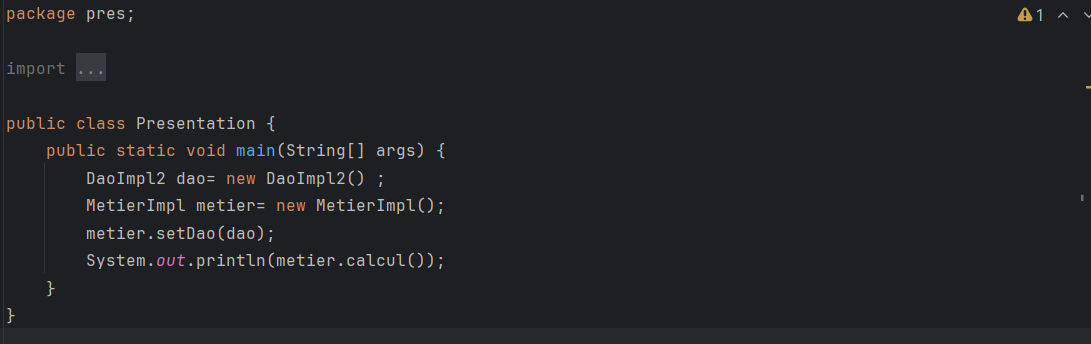 package pres;
1
import ...
public class Presentation {
    public static void main(String[] args) {
        DaoImpl2 dao= new DaoImpl2() ;
        MetierImpl metier= new MetierImpl();
        metier.setDao(dao);
        System.out.println(metier.calcul());
    }
}